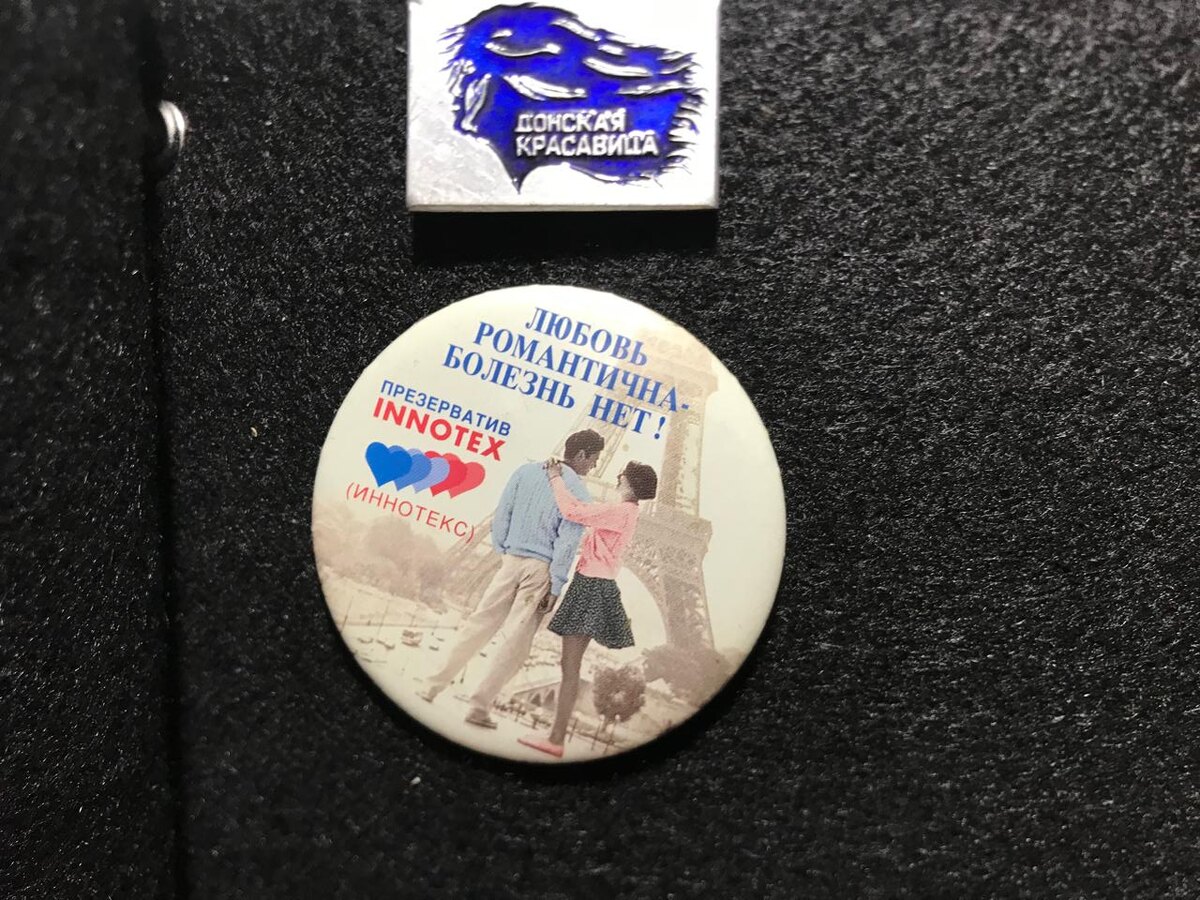 ДОНСКАЯ
КРАСАВИЦА
ЛЮБОВЬ
РОМАНТИЧНА-
БОЛЕЗНЬ НЕТ!
ПРЕЗЕРВАТИВ
INNOTEX
(ИННОТЕКС)